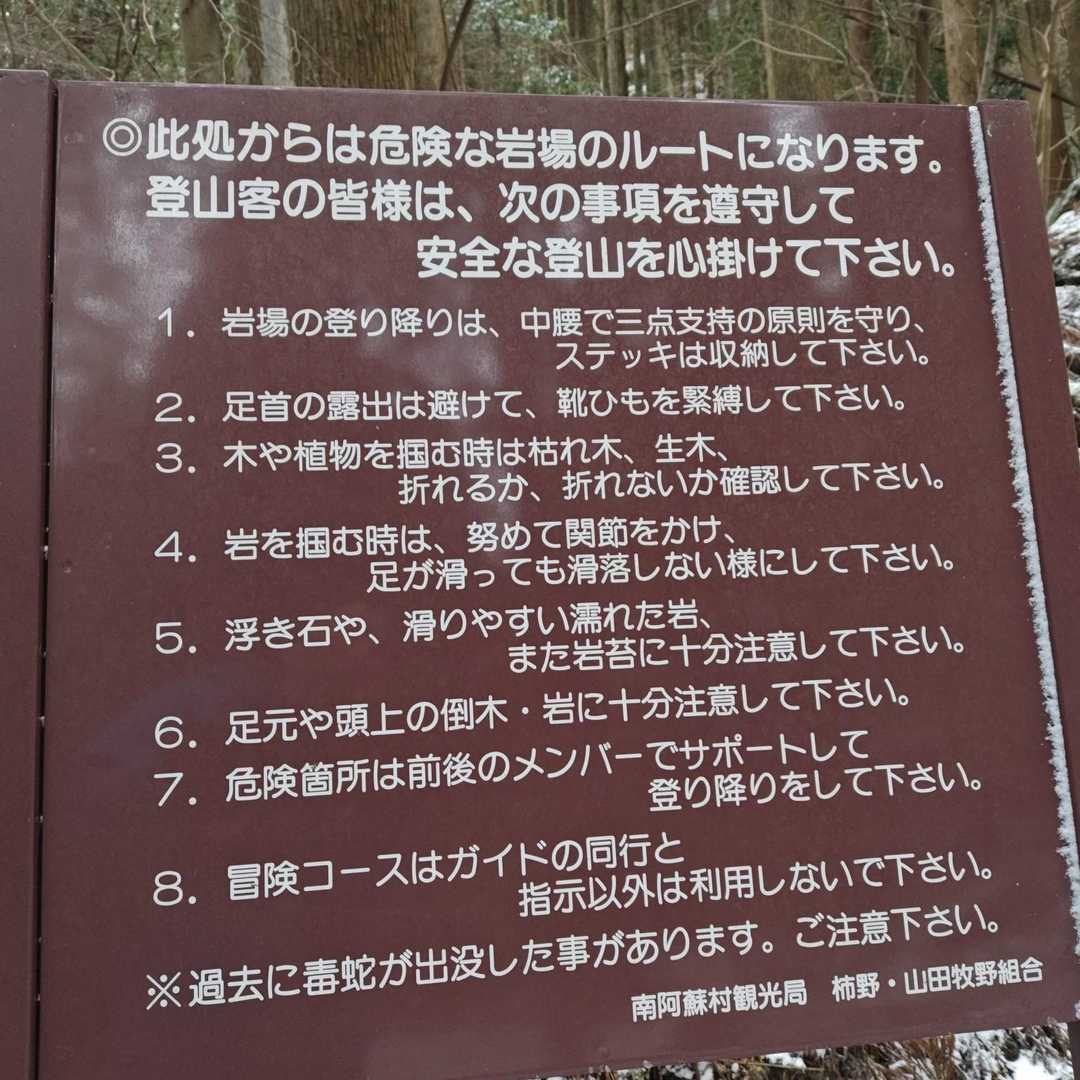 ◎此処からは危険な岩場のルートになります。
登山客の皆様は、次の事項を遵守して
安全な登山を心掛けて下さい。
1. 岩場の登り降りは、中腰で三点支持の原則を守り、
ステッキは収納して下さい。
2. 足首の露出は避けて、靴ひもを緊縛して下さい。
3. 木や植物を掴む時は枯れ木、生木、
折れるか、折れないか確認して下さい。
4. 岩を掴む時は、努めて関節をかけ、
足が滑っても滑落しない様にして下さい。
5. 浮き石や、滑りやすい濡れた岩、
また岩苔に十分注意して下さい。
6. 足元や頭上の倒木・岩に十分注意して下さい。
7. 危険箇所は前後のメンバーでサポートして
登り降りをして下さい。
8. 冒険コースはガイドの同行と
指示以外は利用しないで下さい。
※過去に毒蛇が出没した事があります。ご注意下さい。
南阿蘇村観光局 柿野・山田牧野組合